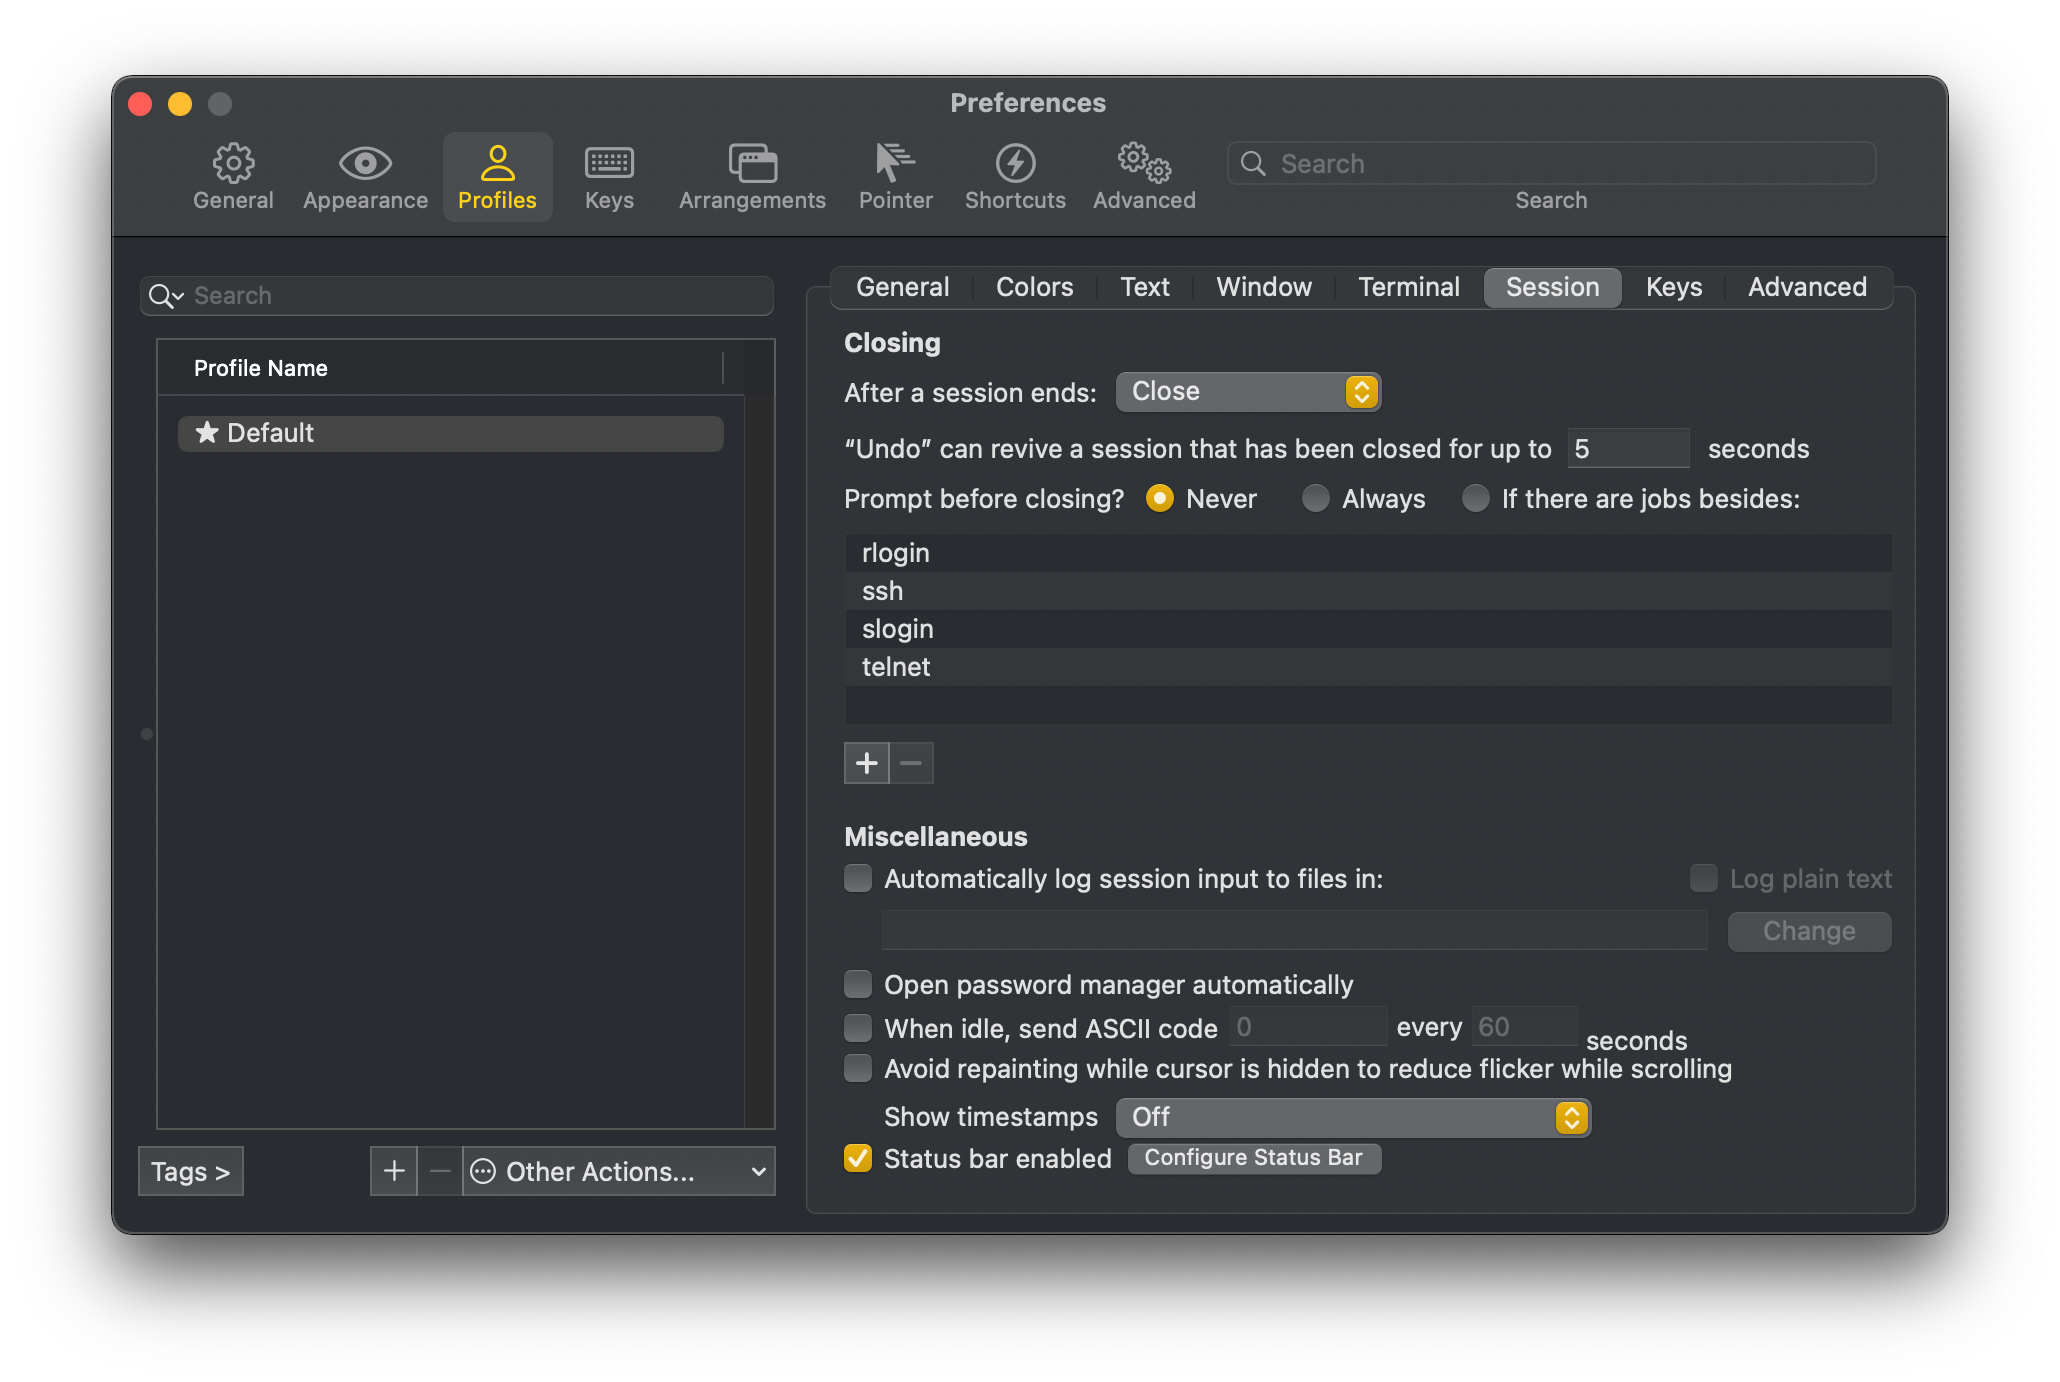 Preferences
General Appearance Profiles Keys Arrangements Pointer Shortcuts Advanced Search
Search
Search
Profile Name
Default
Tags >
Other Actions...
General Colors Text Window Terminal Session Keys Advanced
Closing
After a session ends: Close
“Undo” can revive a session that has been closed for up to 5 seconds
Prompt before closing? Never Always If there are jobs besides:
rlogin
ssh
slogin
telnet
Miscellaneous
Automatically log session input to files in: Log plain text
Change
Open password manager automatically
When idle, send ASCII code 0 every 60 seconds
Avoid repainting while cursor is hidden to reduce flicker while scrolling
Show timestamps Off
Status bar enabled Configure Status Bar